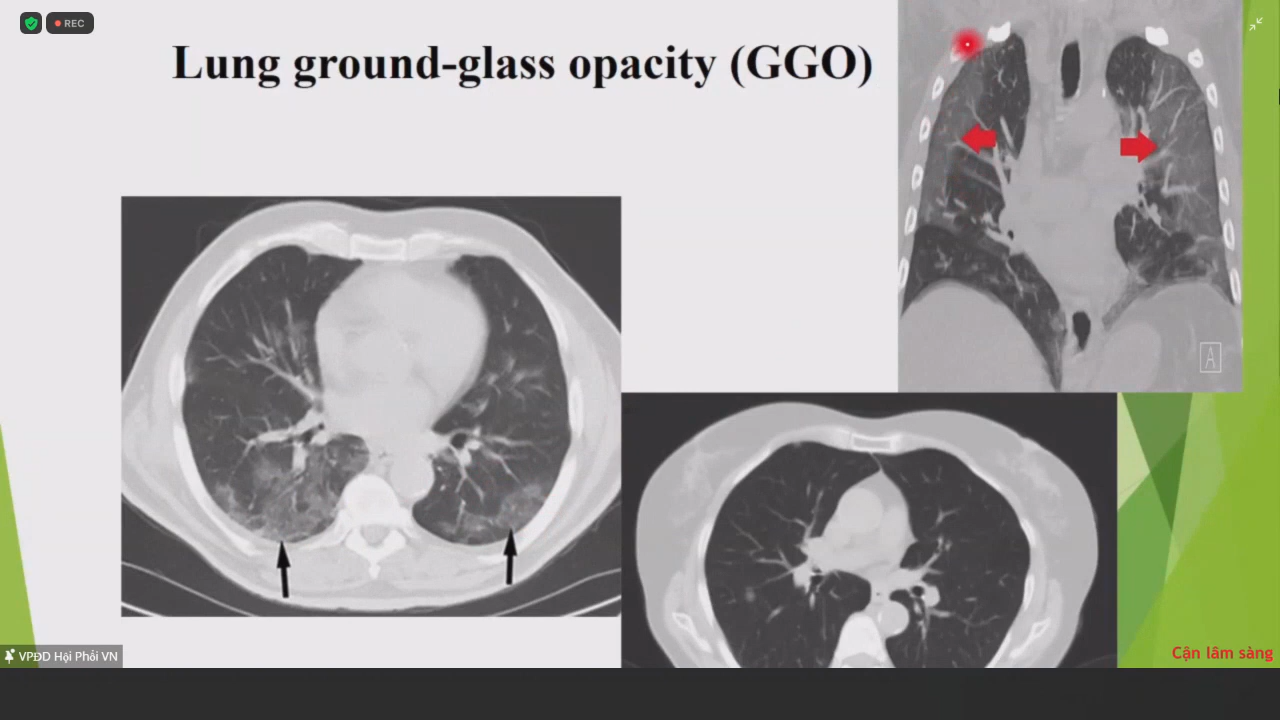 REC
Lung ground-glass opacity (GGO)
A
VPĐD Hội Phổi VN
Cận lâm sàng